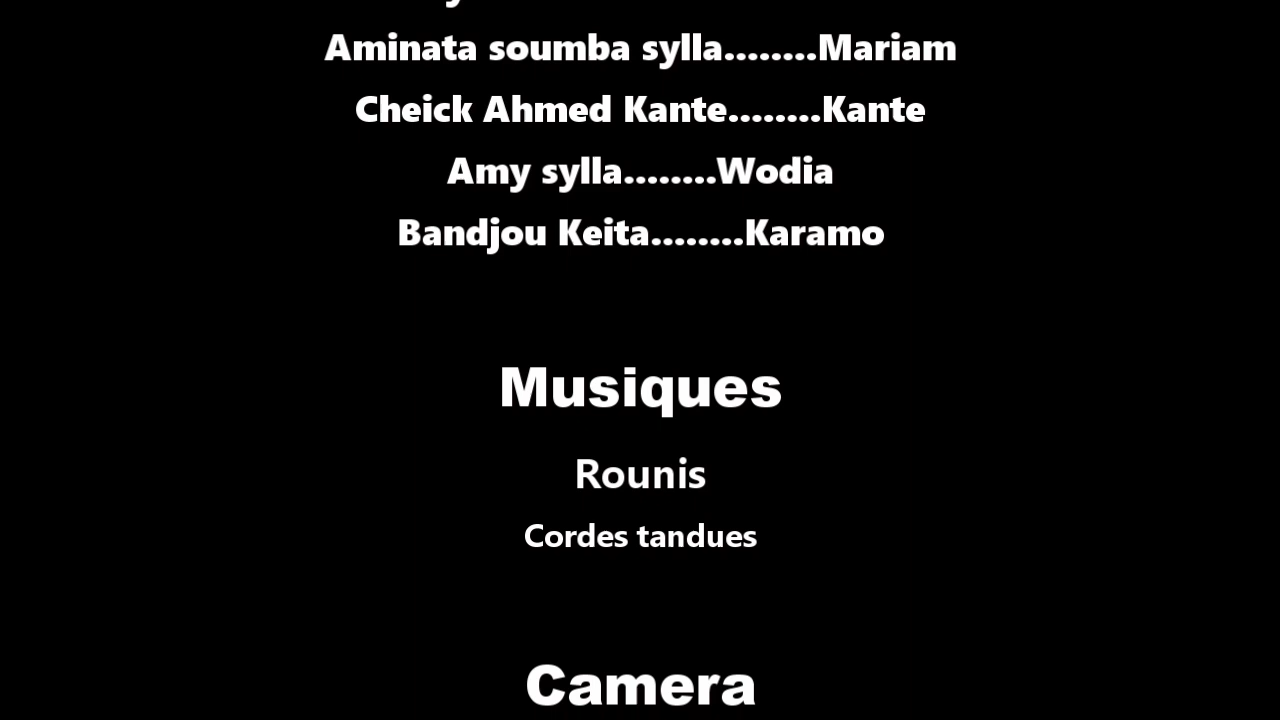 Aminata soumba sylla........Mariam
Cheick Ahmed Kante........Kante
Amy sylla........Wodia
Bandjou Keita........Karamo
Musiques
Rounis
Cordes tandues
Camera